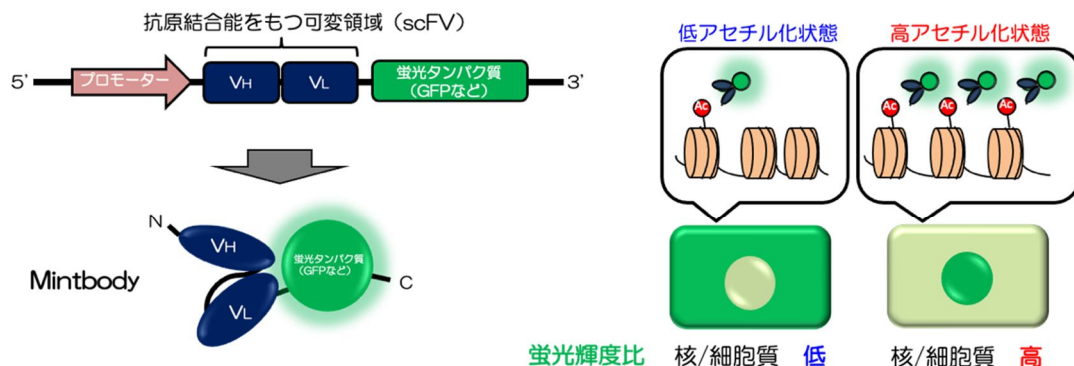 抗原結合能をもつ可変領域（scFV）
5’
プロモーター
VH
VL
蛍光タンパク質
（GFPなど）
3’
Mintbody
N
VH
VL
蛍光タンパク質
（GFPなど）
C
低アセチル化状態
高アセチル化状態
Ac
Ac
Ac
Ac
蛍光輝度比 核/細胞質 低 核/細胞質 高